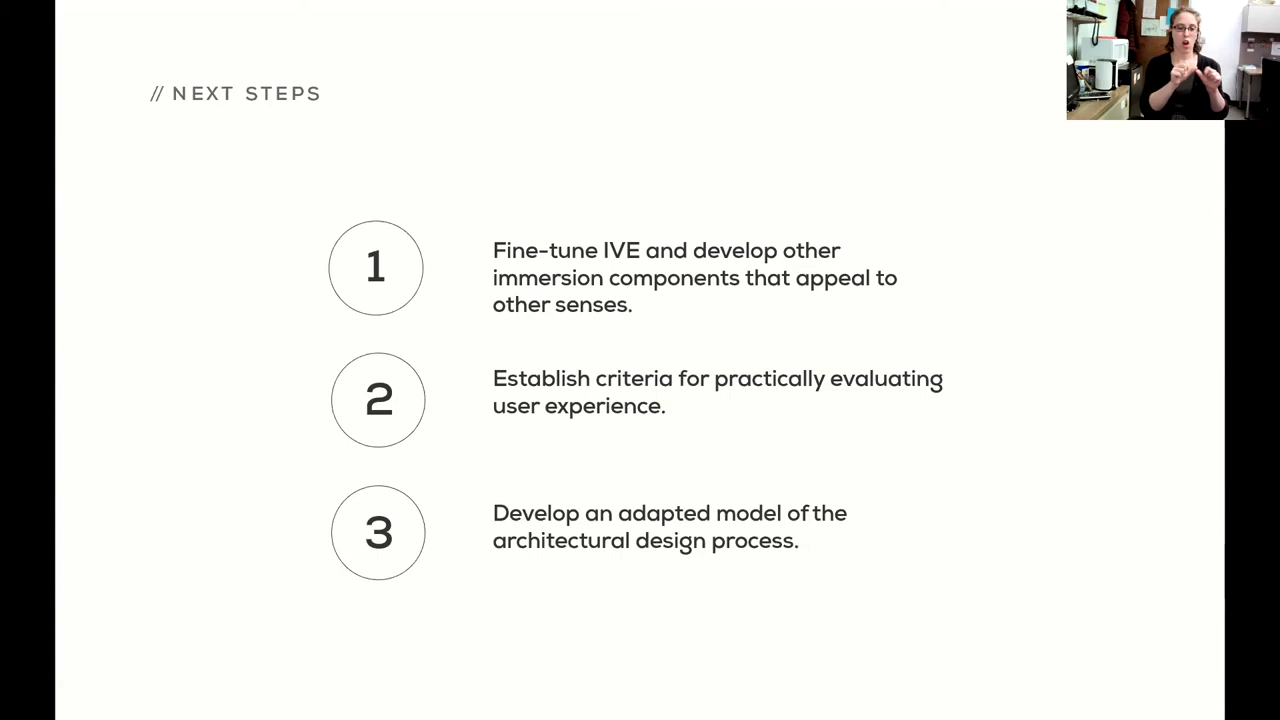 // NEXT STEPS
1
Fine-tune IVE and develop other
immersion components that appeal to
other senses.
2
Establish criteria for practically evaluating
user experience.
3
Develop an adapted model of the
architectural design process.